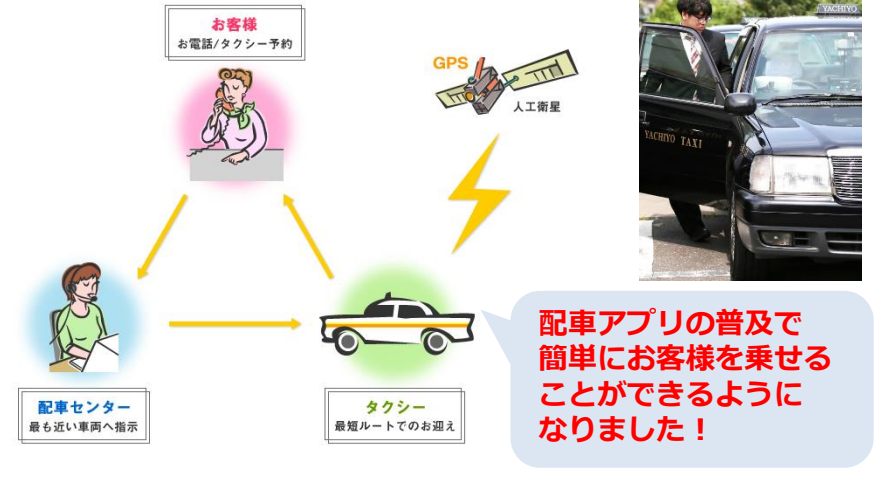 お客様
お電話/タクシー予約
GPS
人工衛星
YACHIYO
YACHIYO TAXI
配車センター
最も近い車両へ指示
タクシー
最短ルートでのお迎え
配車アプリの普及で
簡単にお客様を乗せる
ことができるように
なりました！